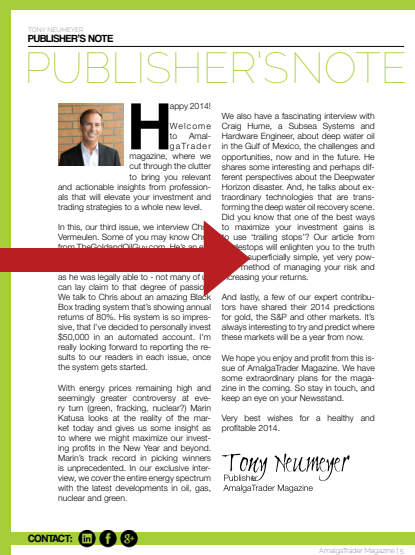 TONY NEUMEYER
PUBLISHER'S NOTE
PUBLISHER'SNOTE
Happy 2014!
Welcome
to Amal-
gaTrader
magazine, where we
cut through the clutter
to bring you relevant
and actionable insights from profession-
als that will elevate your investment and
trading strategies to a whole new level.
In this, our third issue, we interview Chris
Vermeulen. Some of you may know Chris
from TheGoldandOilGuy.com. He's an
as he was legally able to - not many of us
can lay claim to that degree of passion.
We talk to Chris about an amazing Black
Box trading system that's showing annual
returns of 80%. His system is so impres-
sive, that I've decided to personally invest
$50,000 in an automated account. I'm
really looking forward to reporting the re-
sults to our readers in each issue, once
the system gets started.
With energy prices remaining high and
seemingly greater controversy at eve-
ry turn (green, fracking, nuclear?) Marin
Katusa looks at the reality of the mar-
ket today and gives us some insight as
to where we might maximize our invest-
ing profits in the New Year and beyond.
Marin's track record in picking winners
is unprecedented. In our exclusive inter-
view, we cover the entire energy spectrum
with the latest developments in oil, gas,
nuclear and green.
We also have a fascinating interview with
Craig Hume, a Subsea Systems and
Hardware Engineer, about deep water oil
in the Gulf of Mexico, the challenges and
opportunities, now and in the future. He
shares some interesting and perhaps dif-
ferent perspectives about the Deepwater
Horizon disaster. And, he talks about ex-
traordinary technologies that are trans-
forming the deep water oil recovery scene.
Did you know that one of the best ways
to maximize your investment gains is
to use 'trailing stops'? Our article from
destops will enlighten you to the truth
superficially simple, yet very pow-
method of managing your risk and
increasing your returns.
And lastly, a few of our expert contribu-
tors have shared their 2014 predictions
for gold, the S&P and other markets. It's
always interesting to try and predict where
these markets will be a year from now.
We hope you enjoy and profit from this is-
sue of AmalgaTrader Magazine. We have
some extraordinary plans for the maga-
zine in the coming. So stay in touch, and
keep an eye on your Newsstand.
Very best wishes for a healthy and
profitable 2014.
Tony Neumeyer
Publisher
AmalgaTrader Magazine
CONTACT: in f g+
AmalgaTrader Magazine | 5